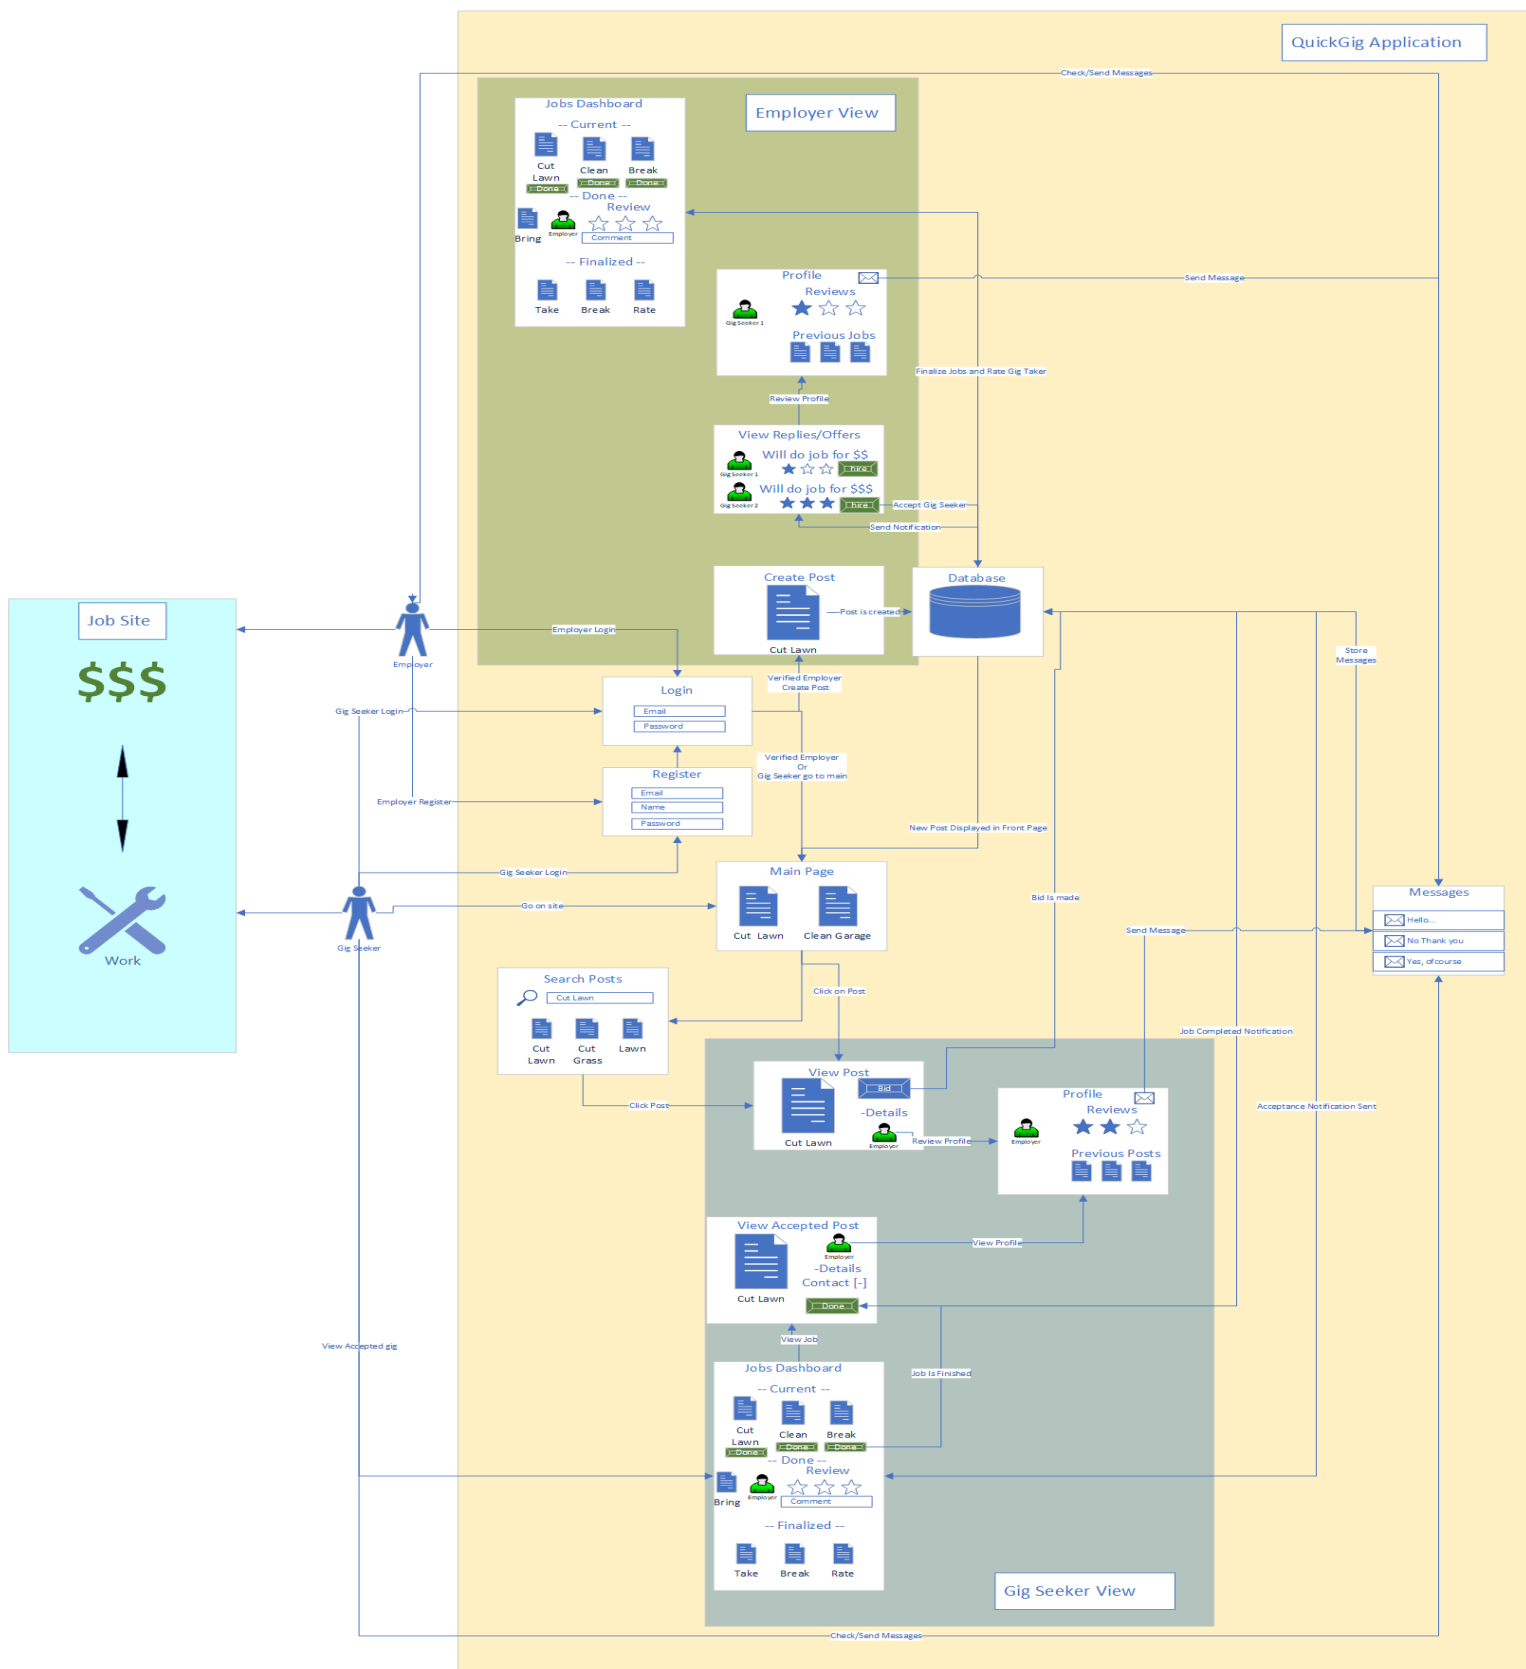 QuickGig Application
Check/Send Messages
Employer View
Jobs Dashboard
-- Current --
Cut
Lawn
Clean
Break
Done
Done
Done
-- Done --
Review
Bring
Employer
Comment
-- Finalized --
Take
Break
Rate
Profile
Reviews
Gig Seeker 1
Previous Jobs
Send Message
Finalize Jobs and Rate Gig Taker
Review Profile
View Replies/Offers
Will do job for $$
Gig Seeker 1
hire
Will do job for $$$
Gig Seeker 2
hire
Accept Gig Seeker
Send Notification
Create Post
Cut Lawn
Post is created
Database
Job Site
$$$
Work
Employer
Employer Login
Verified Employer
Create Post
Store
Messages
Login
Email
Password
Gig Seeker Login
Verified Employer
Or
Gig Seeker go to main
Register
Email
Name
Password
Employer Register
New Post Displayed in Front Page
Gig Seeker Login
Main Page
Cut Lawn
Clean Garage
Go on site
Gig Seeker
Bid Is made
Messages
Hello...
No Thank you
Yes, ofcourse
Send Message
Search Posts
Cut Lawn
Cut
Lawn
Cut
Grass
Lawn
Click on Post
Job Completed Notification
Click Post
View Post
Bid
-Details
Cut Lawn
Employer
Review Profile
Profile
Reviews
Employer
Previous Posts
Acceptance Notification Sent
View Accepted Post
Employer
-Details
Contact [-]
Cut Lawn
Done
View Profile
View Accepted gig
View Job
Job Is Finished
Jobs Dashboard
-- Current --
Cut
Lawn
Clean
Break
Done
Done
Done
-- Done --
Review
Bring
Employer
Comment
-- Finalized --
Take
Break
Rate
Gig Seeker View
Check/Send Messages